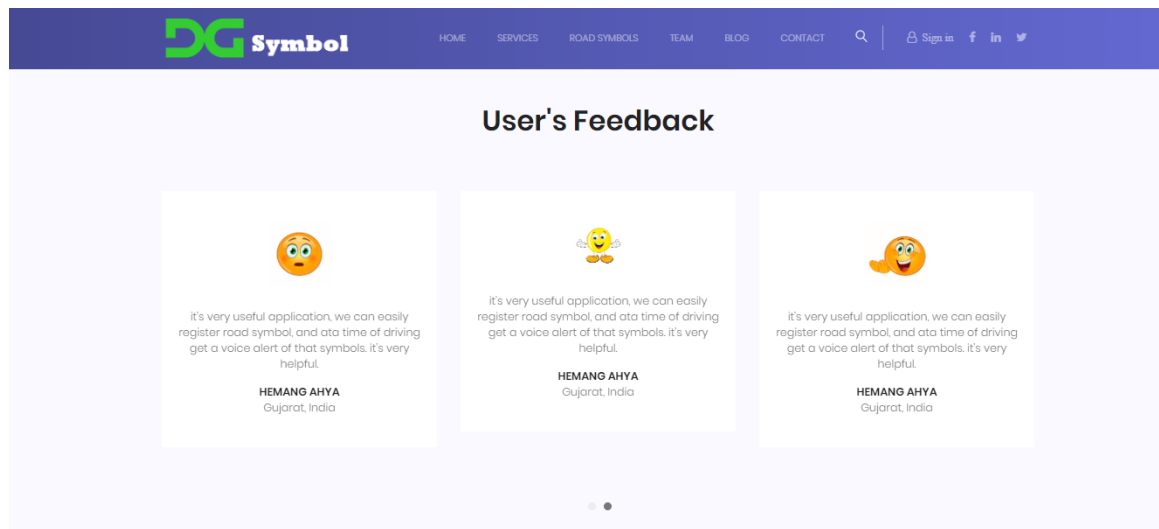 DG Symbol
HOME SERVICES ROAD SYMBOLS TEAM BLOG CONTACT Sign in f in
User's Feedback
it's very useful application, we can easily
register road symbol, and ata time of driving
get a voice alert of that symbols. it's very
helpful.
HEMANG AHYA
Gujarat, India
it's very useful application, we can easily
register road symbol, and ata time of driving
get a voice alert of that symbols. it's very
helpful.
HEMANG AHYA
Gujarat, India
it's very useful application, we can easily
register road symbol, and ata time of driving
get a voice alert of that symbols. it's very
helpful.
HEMANG AHYA
Gujarat, India